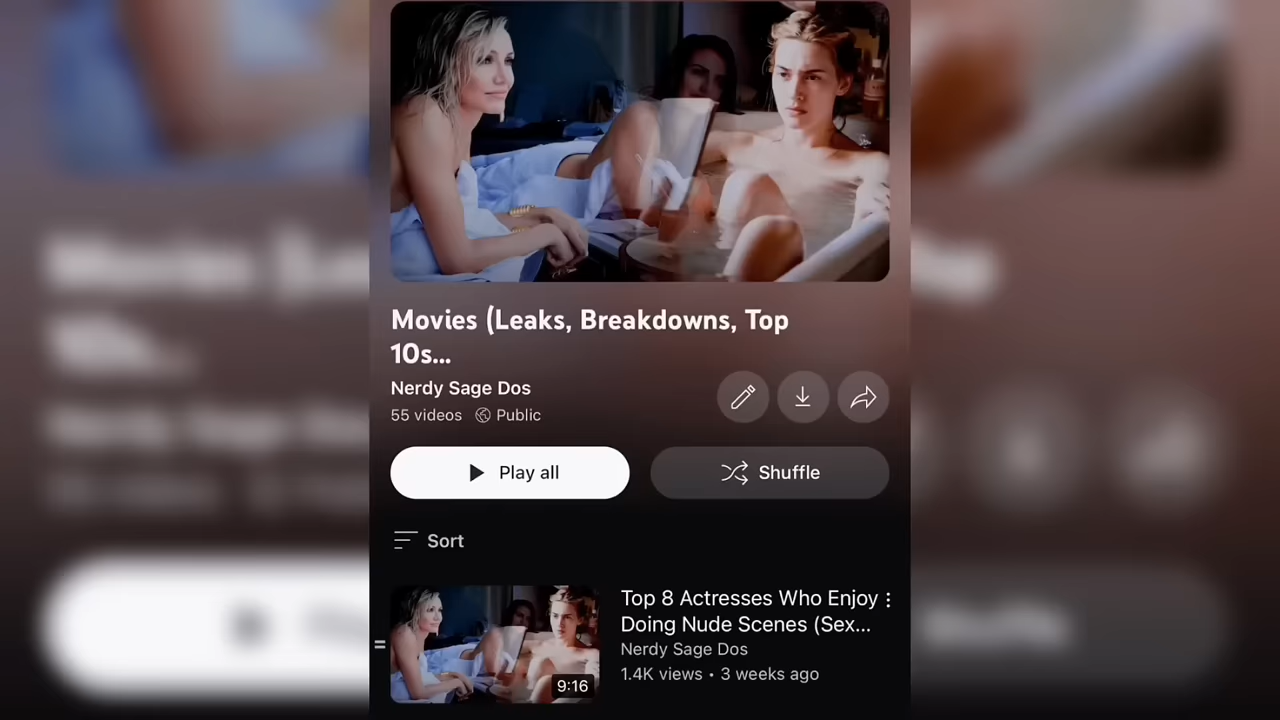 Movies (Leaks, Breakdowns, Top
10s...
Nerdy Sage Dos
55 videos Public
Play all
Shuffle
Sort
Top 8 Actresses Who Enjoy
Doing Nude Scenes (Sex...
Nerdy Sage Dos
1.4K views • 3 weeks ago
9:16